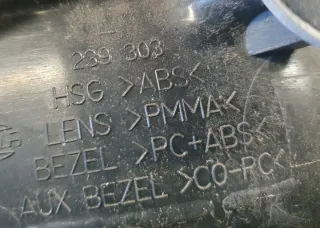 239 303
HSG >ABS<
LENS >PMMA<
BEZEL >PC+ABS<
AUX BEZEL >CO-PC<